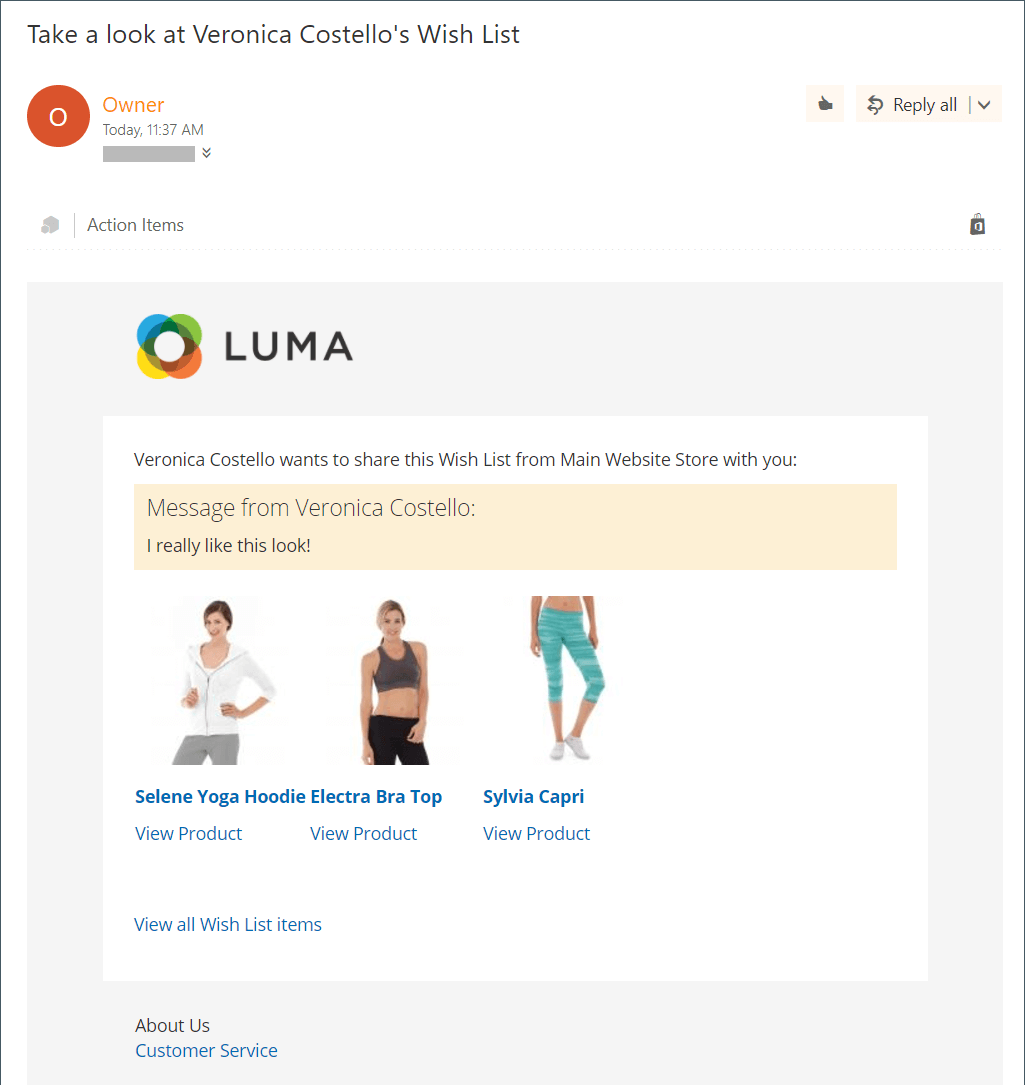 Take a look at Veronica Costello's Wish List
O
Owner
Today, 11:37 AM
Reply all
Action Items
LUMA
Veronica Costello wants to share this Wish List from Main Website Store with you:
Message from Veronica Costello:
I really like this look!
Selene Yoga Hoodie Electra Bra Top Sylvia Capri
View Product View Product View Product
View all Wish List items
About Us
Customer Service